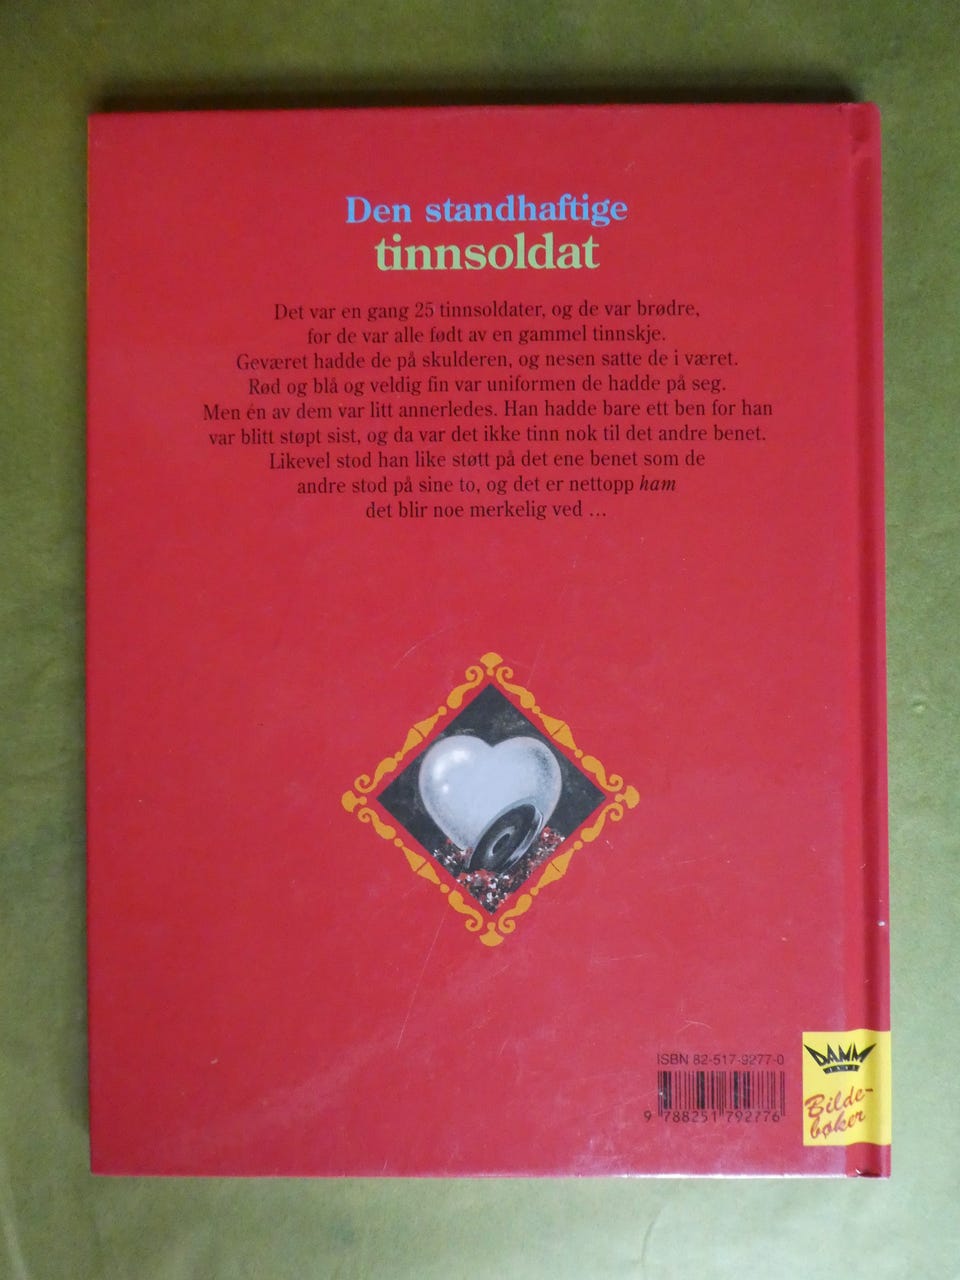 Den standhaftige
tinnsoldat
Det var en gang 25 tinnsoldater, og de var brødre,
for de var alle født av en gammel tinnskje.
Geværet hadde de på skulderen, og nesen satte de i været.
Rød og blå og veldig fin var uniformen de hadde på seg.
Men én av dem var litt annerledes. Han hadde bare ett ben for han
var blitt støpt sist, og da var det ikke tinn nok til det andre benet.
Likevel stod han like støtt på det ene benet som de
andre stod på sine to, og det er nettopp ham
det blir noe merkelig ved ...
ISBN 82-517-9277-0
9 788251 792776
DAMM
Bilde-
bøker